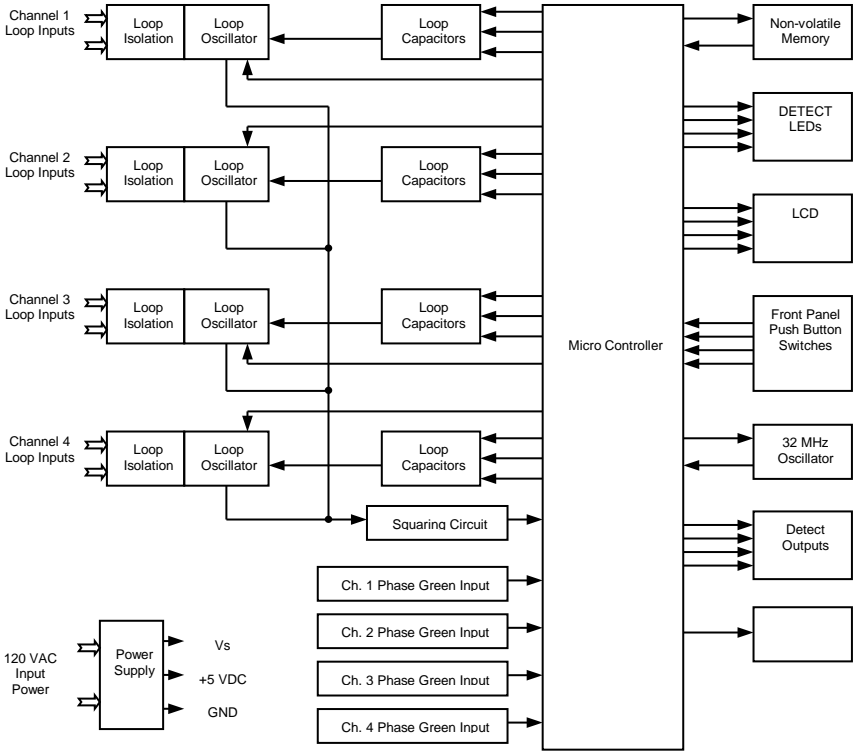 Channel 1
Loop Inputs
Loop
Isolation
Loop
Oscillator
Loop
Capacitors
Non-volatile
Memory
DETECT
LEDs
Channel 2
Loop Inputs
Loop
Isolation
Loop
Oscillator
Loop
Capacitors
LCD
Channel 3
Loop Inputs
Loop
Isolation
Loop
Oscillator
Loop
Capacitors
Micro Controller
Front Panel
Push Button
Switches
Channel 4
Loop Inputs
Loop
Isolation
Loop
Oscillator
Loop
Capacitors
32 MHz
Oscillator
Squaring Circuit
Detect
Outputs
Ch. 1 Phase Green Input
Ch. 2 Phase Green Input
Ch. 3 Phase Green Input
Ch. 4 Phase Green Input
120 VAC
Input
Power
Power
Supply
Vs
+5 VDC
GND